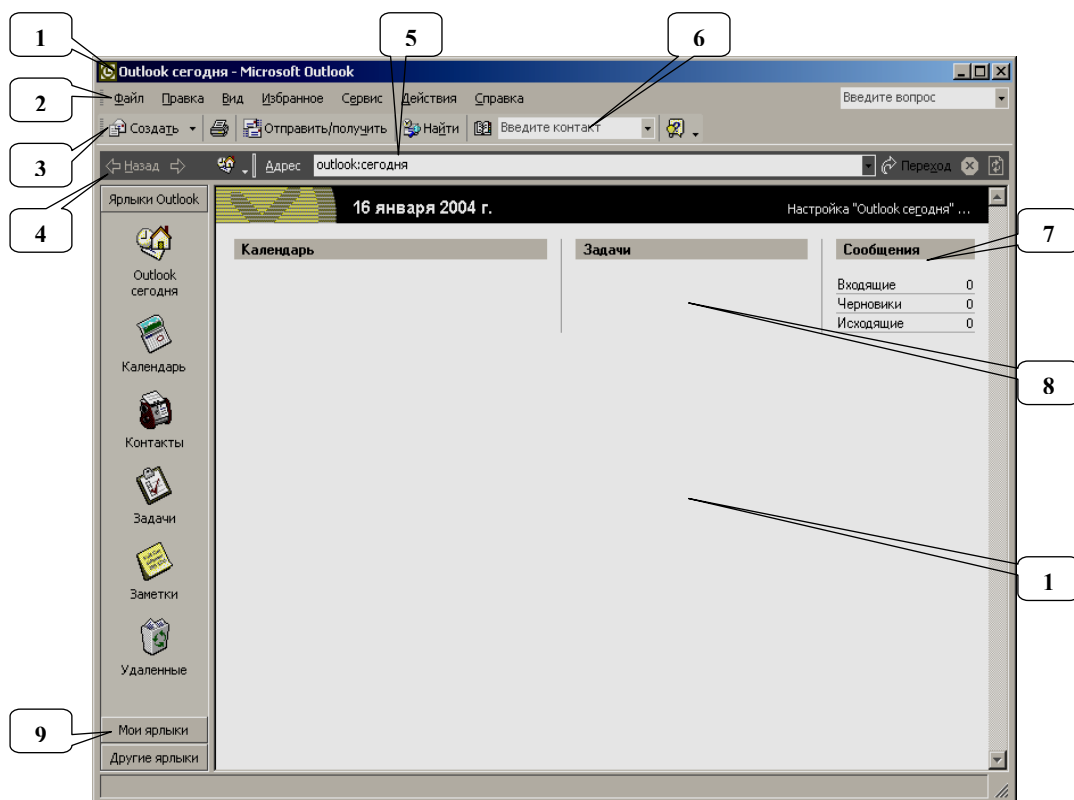 1
5
6
Outlook сегодня - Microsoft Outlook
2
Файл Правка Вид Избранное Сервис Действия Справка Введите вопрос
3
Создать Отправить/получить Найти Введите контакт
4
Назад Адрес outlook:сегодня Переход
Ярлыки Outlook
16 января 2004 г. Настройка "Outlook сегодня" ...
7
Календарь Задачи Сообщения
Входящие 0
Черновики 0
Исходящие 0
8
Outlook
сегодня
Календарь
Контакты
Задачи
1
Заметки
Удаленные
9
Мои ярлыки
Другие ярлыки